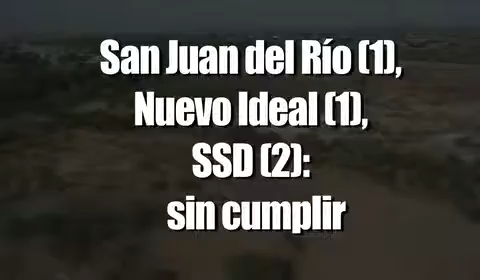 San Juan del Río (1),
Nuevo Ideal (1),
SSD (2):
sin cumplir